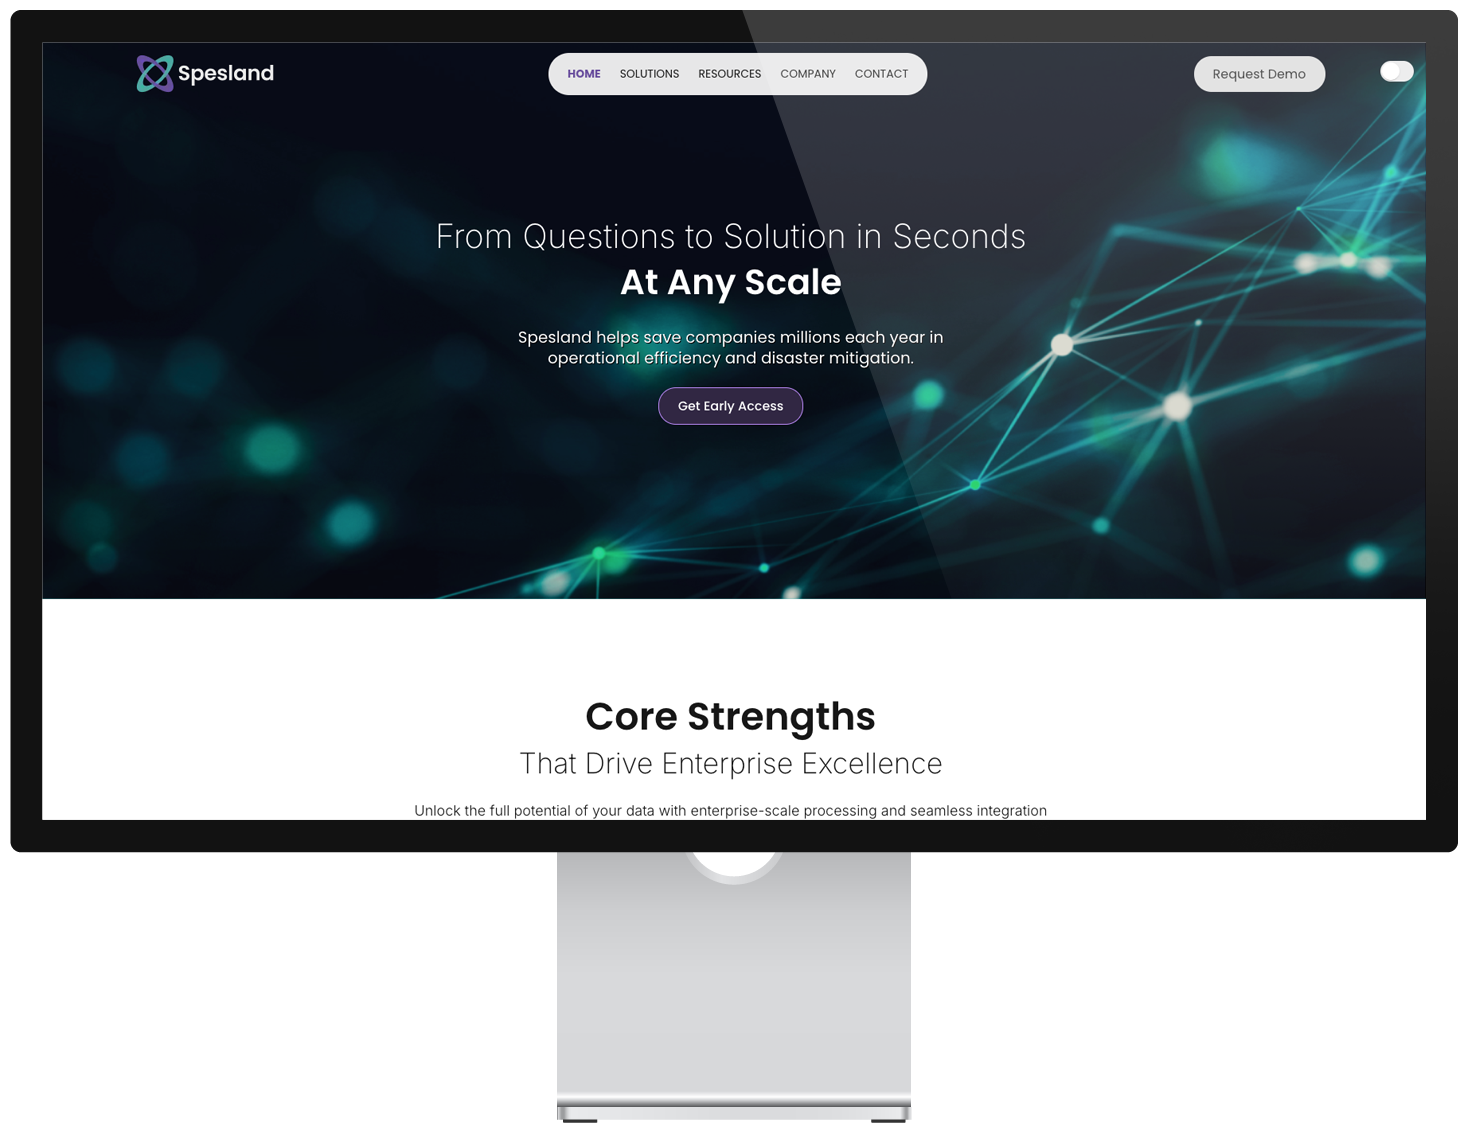 Spesland
HOME SOLUTIONS RESOURCES COMPANY CONTACT
Request Demo
From Questions to Solution in Seconds
At Any Scale
Spesland helps save companies millions each year in
operational efficiency and disaster mitigation.
Get Early Access
Core Strengths
That Drive Enterprise Excellence
Unlock the full potential of your data with enterprise-scale processing and seamless integration